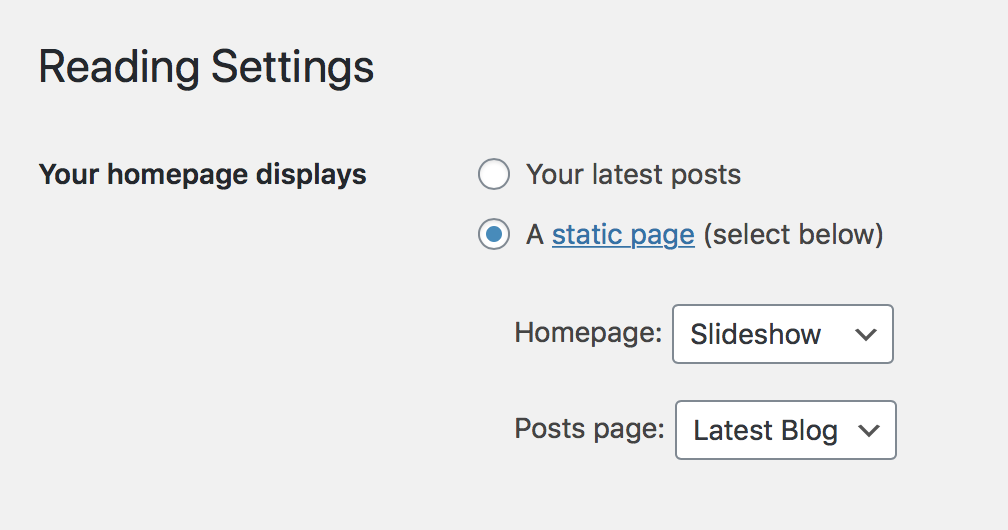 Reading Settings
Your homepage displays
Your latest posts
A static page (select below)
Homepage: Slideshow
Posts page: Latest Blog